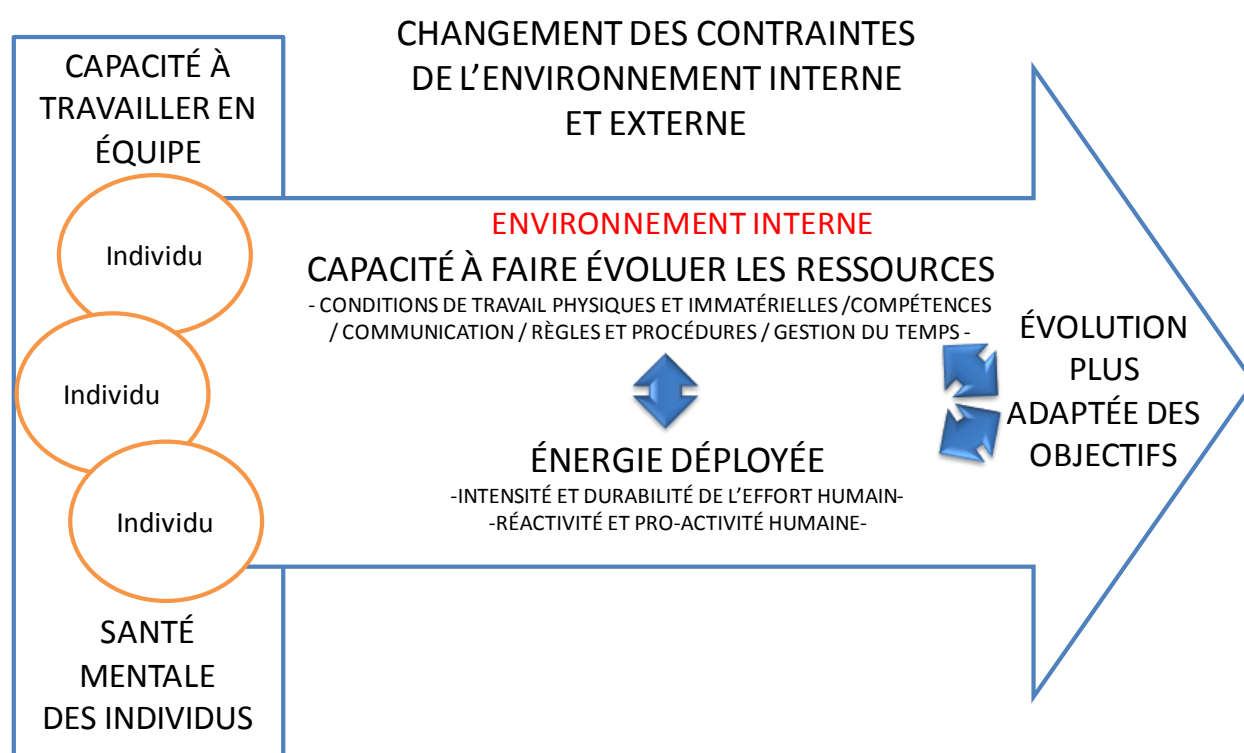 CAPACITÉ À
TRAVAILLER EN
ÉQUIPE
Individu
Individu
Individu
SANTÉ
MENTALE
DES INDIVIDUS
CHANGEMENT DES CONTRAINTES
DE L’ENVIRONNEMENT INTERNE
ET EXTERNE
ENVIRONNEMENT INTERNE
CAPACITÉ À FAIRE ÉVOLUER LES RESSOURCES
- CONDITIONS DE TRAVAIL PHYSIQUES ET IMMATÉRIELLES /COMPÉTENCES
/ COMMUNICATION / RÈGLES ET PROCÉDURES / GESTION DU TEMPS -
ÉNERGIE DÉPLOYÉE
-INTENSITÉ ET DURABILITÉ DE L’EFFORT HUMAIN-
-RÉACTIVITÉ ET PRO-ACTIVITÉ HUMAINE-
ÉVOLUTION
PLUS
ADAPTÉE DES
OBJECTIFS